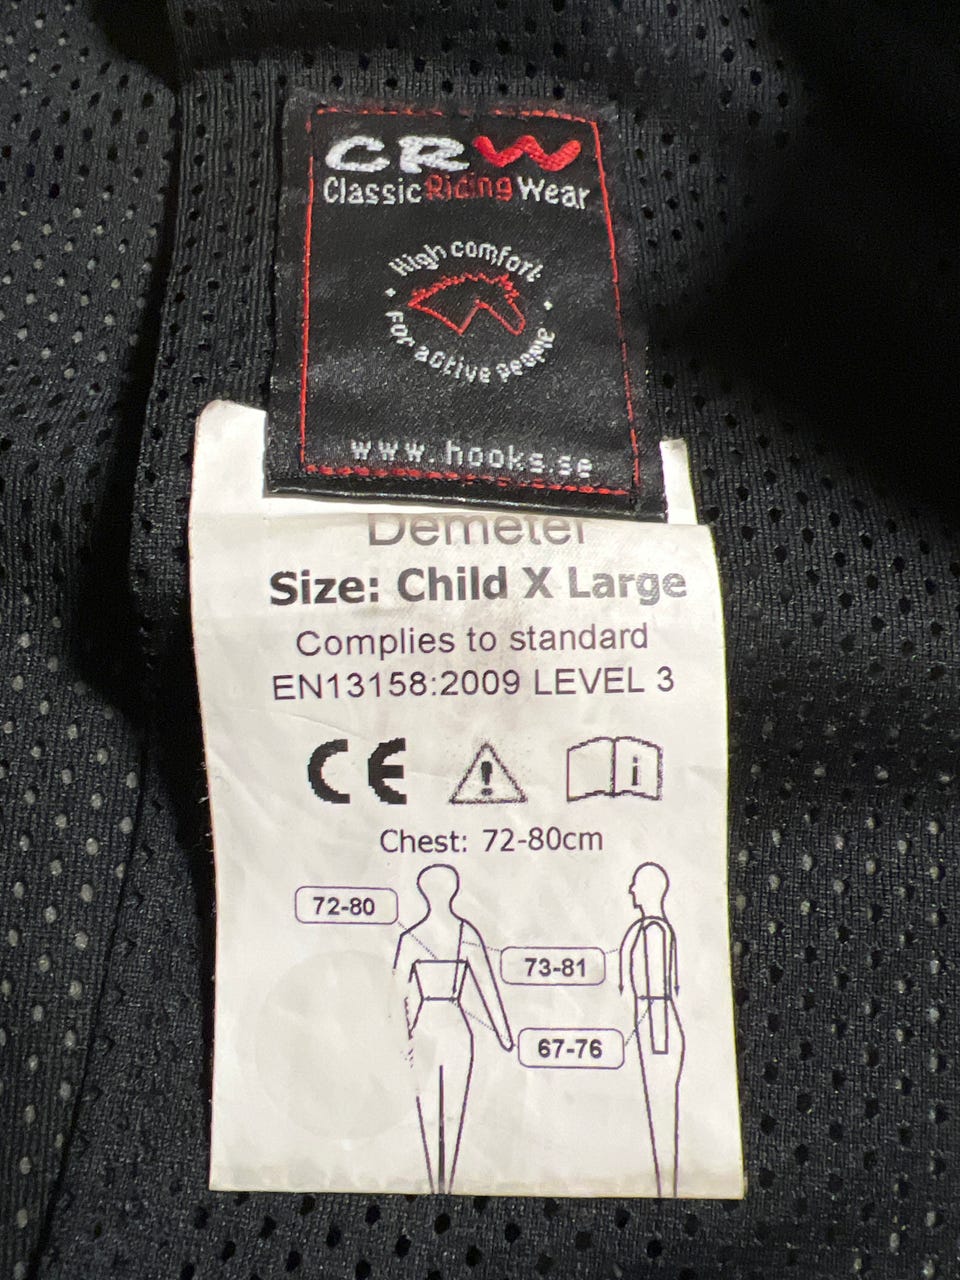 CRW
Classic Riding Wear
High comfort
• For active people •
www.hooks.se
Demeter
Size: Child X Large
Complies to standard
EN13158:2009 LEVEL 3
CE
Chest: 72-80cm
72-80
73-81
67-76